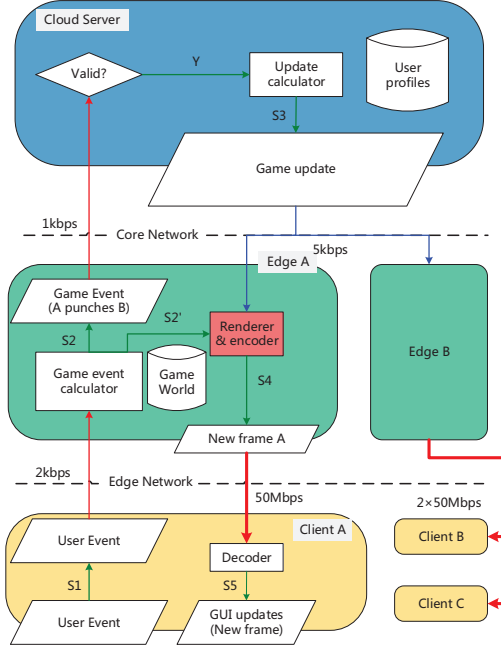 Cloud Server
Valid?
Y
Update
calculator
User
profiles
S3
Game update
1kbps
Core Network
5kbps
Edge A
Game Event
(A punches B)
S2
S2'
Renderer
& encoder
Edge B
Game event
calculator
Game
World
S4
New frame A
2kbps
Edge Network
50Mbps
2×50Mbps
Client A
User Event
Decoder
Client B
S1
S5
User Event
GUI updates
(New frame)
Client C